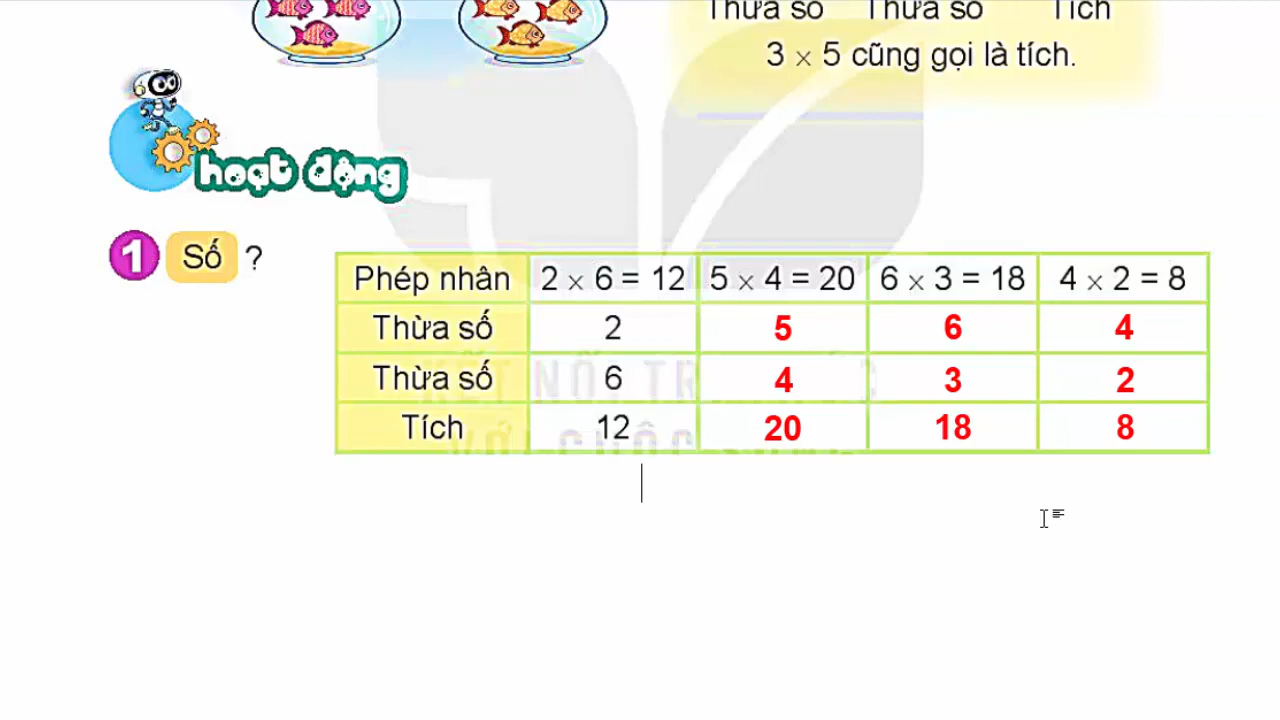 Thừa số Thừa số Tích
3 × 5 cũng gọi là tích.
hoạt động
1 Số ?
Phép nhân 2 × 6 = 12 5 × 4 = 20 6 × 3 = 18 4 × 2 = 8
Thừa số 2 5 6 4
Thừa số 6 4 3 2
Tích 12 20 18 8